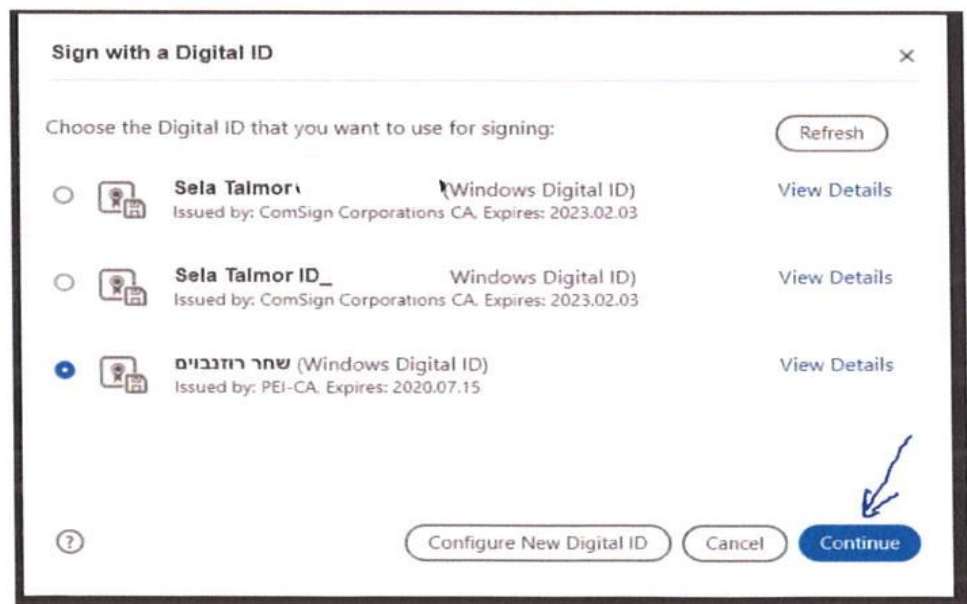 Sign with a Digital ID ×
Choose the Digital ID that you want to use for signing: Refresh
Sela Talmor (Windows Digital ID) View Details
Issued by: ComSign Corporations CA, Expires: 2023.02.03
Sela Talmor ID_ Windows Digital ID) View Details
Issued by: ComSign Corporations CA, Expires: 2023.02.03
שחר רוזנבוים (Windows Digital ID) View Details
Issued by: PEI-CA, Expires: 2020.07.15
? Configure New Digital ID Cancel Continue